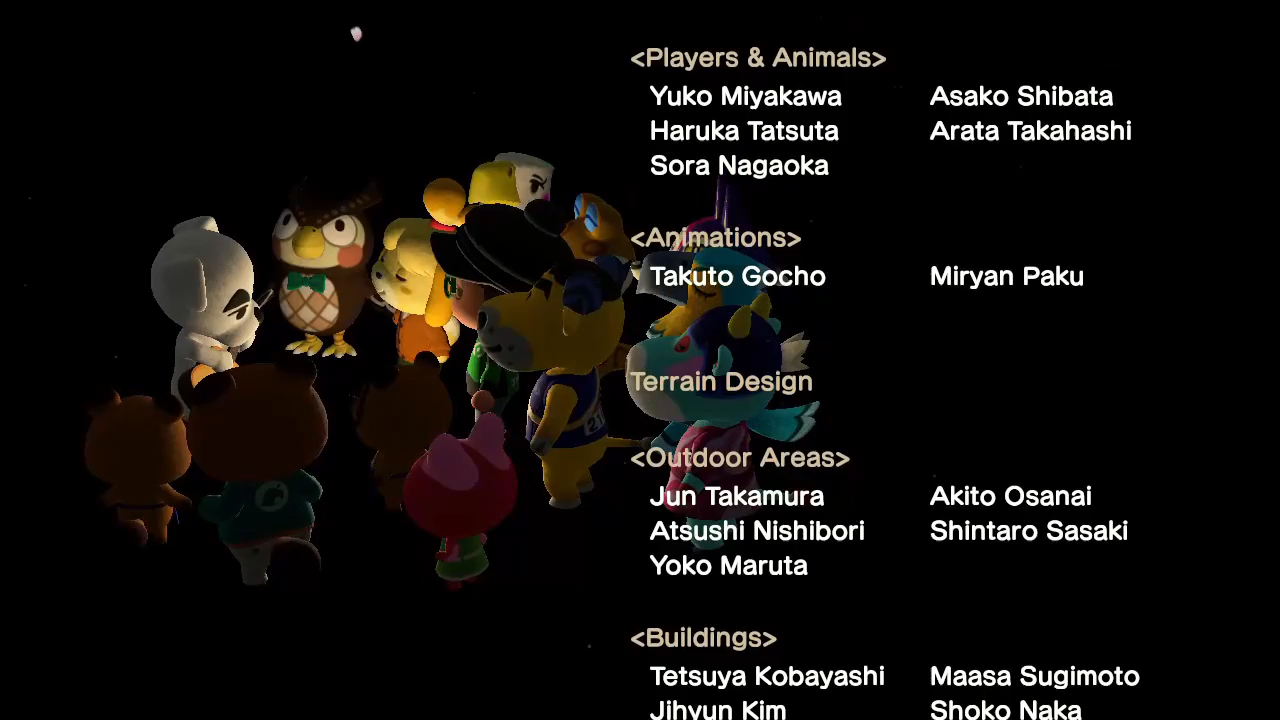 <Players & Animals>
Yuko Miyakawa Asako Shibata
Haruka Tatsuta Arata Takahashi
Sora Nagaoka
<Animations>
Takuto Gocho Miryan Paku
Terrain Design
<Outdoor Areas>
Jun Takamura Akito Osanai
Atsushi Nishibori Shintaro Sasaki
Yoko Maruta
<Buildings>
Tetsuya Kobayashi Maasa Sugimoto
Jihyun Kim Shoko Naka